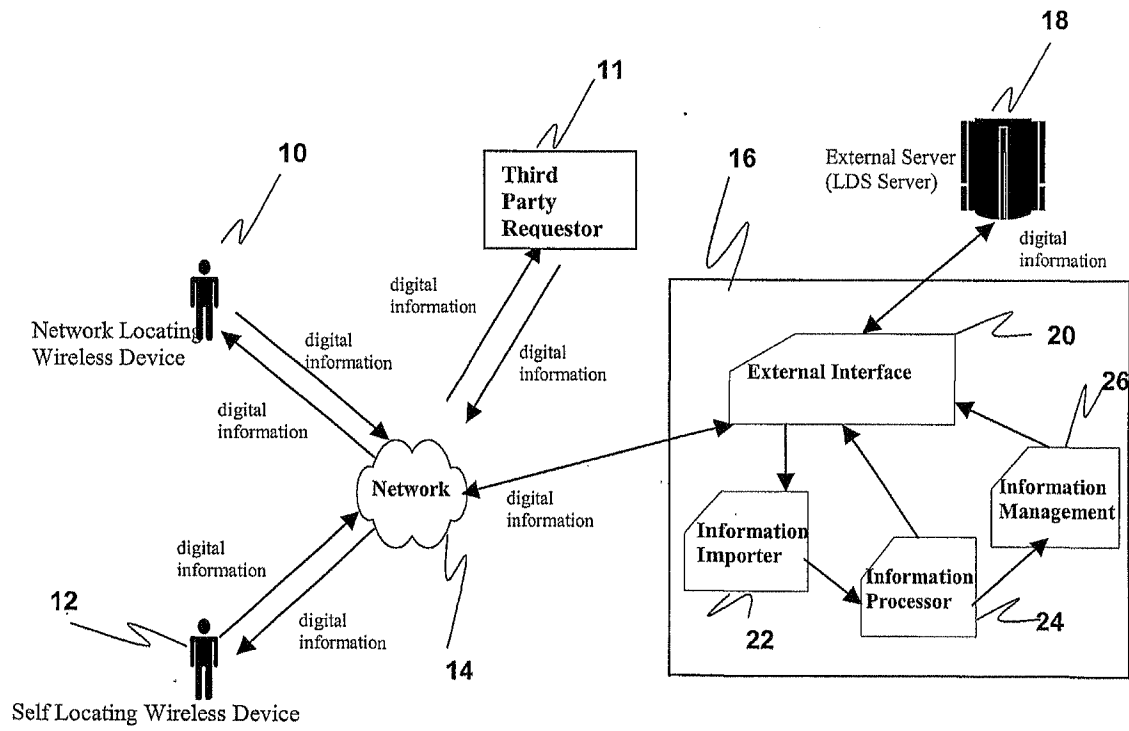 18
11
10
Third
Party
Requestor
16
External Server
(LDS Server)
digital
information
digital
information
Network Locating
Wireless Device
digital
information
digital
information
digital
information
20
External Interface
26
Network
digital
information
Information
Management
Information
Importer
digital
information
Information
Processor
12
digital
information
14
22
24
Self Locating Wireless Device